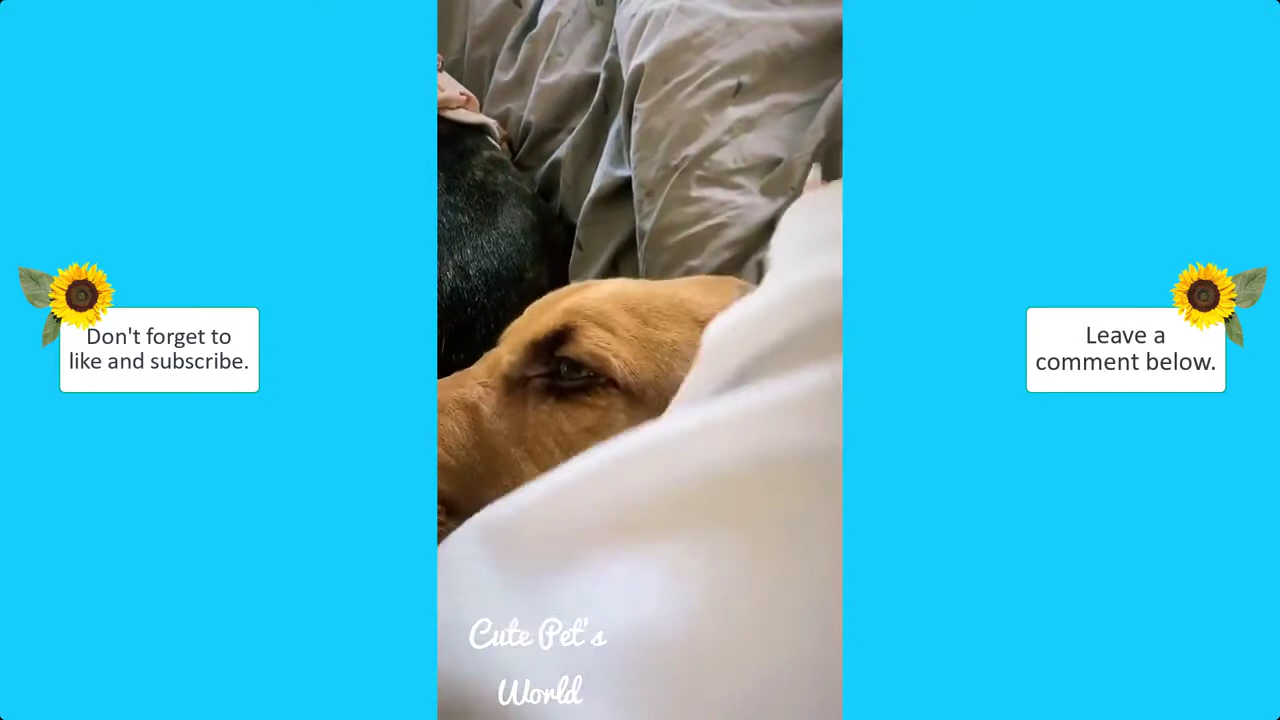 Don't forget to
like and subscribe.
Leave a
comment below.
Cute Pet's
World